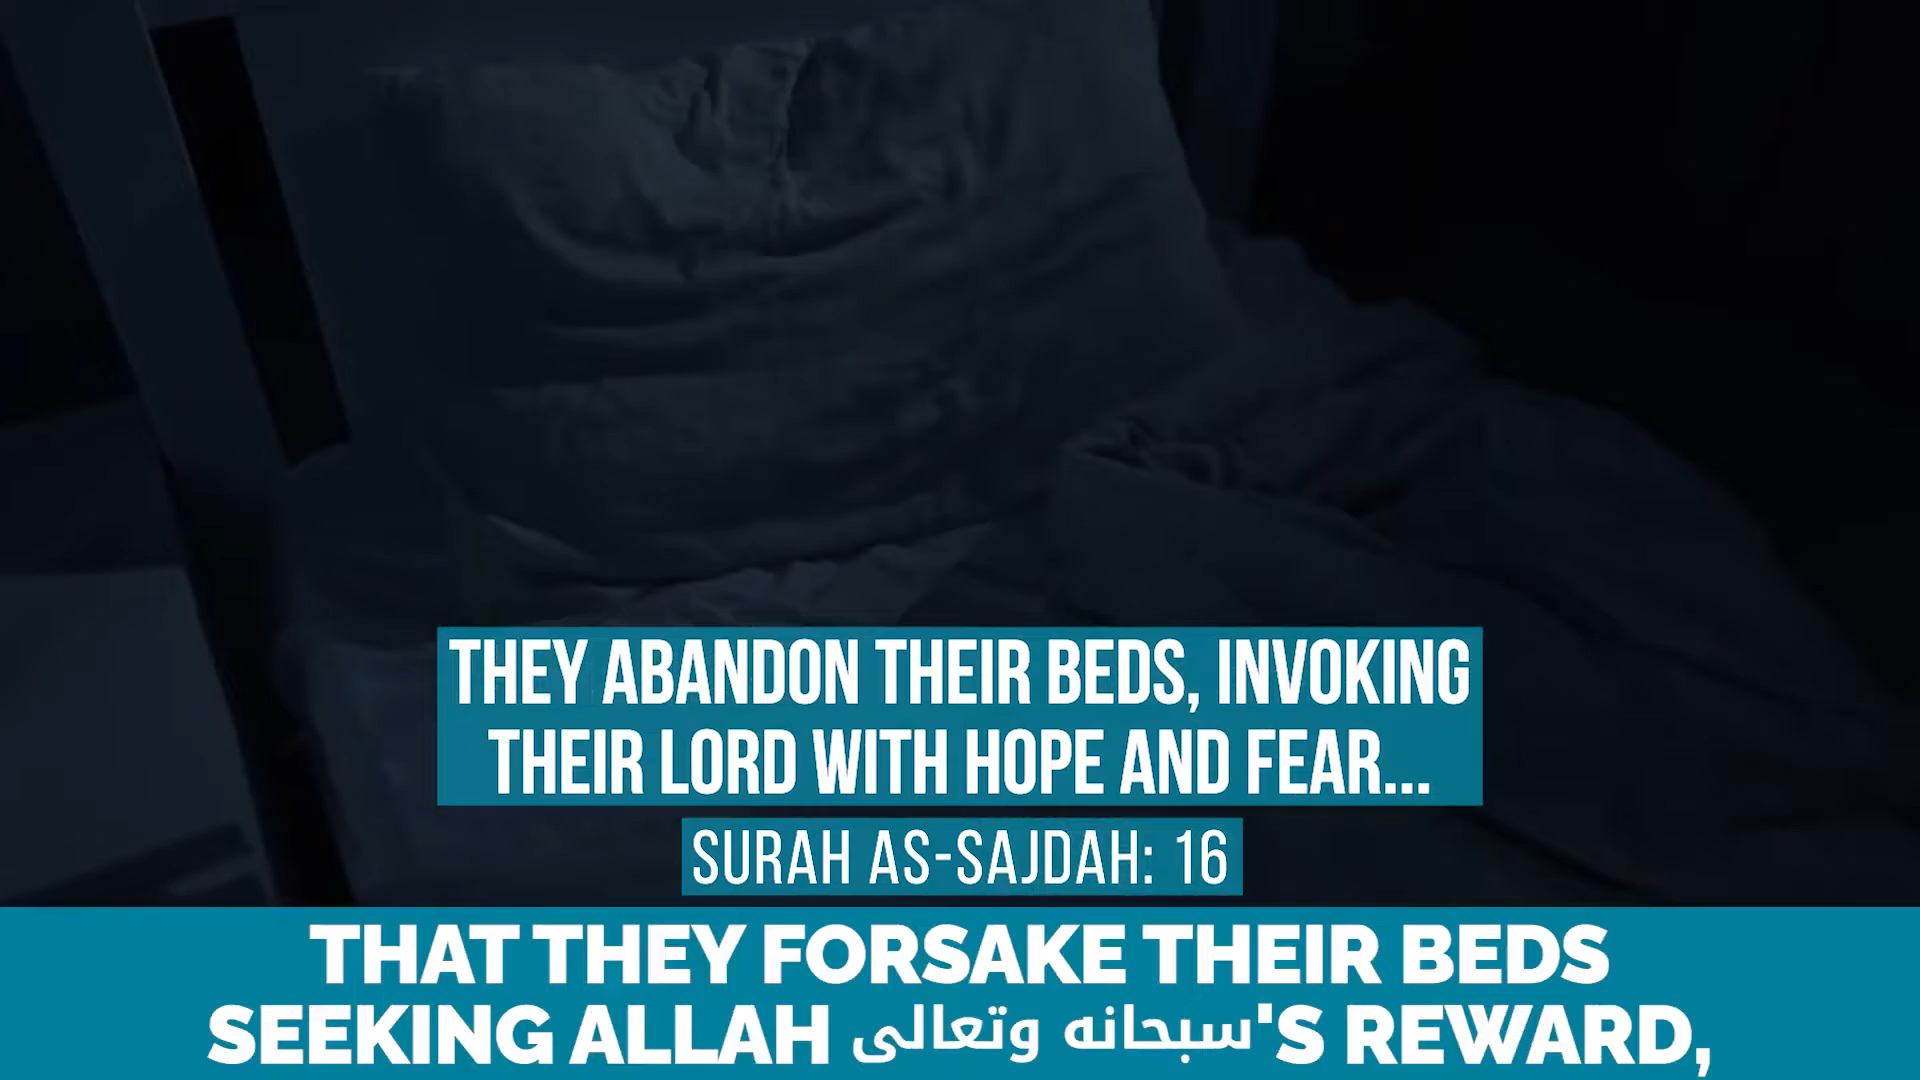 THEY ABANDON THEIR BEDS, INVOKING
THEIR LORD WITH HOPE AND FEAR...
SURAH AS-SAJDAH: 16
THAT THEY FORSAKE THEIR BEDS
SEEKING ALLAH سبحانه وتعالى'S REWARD,